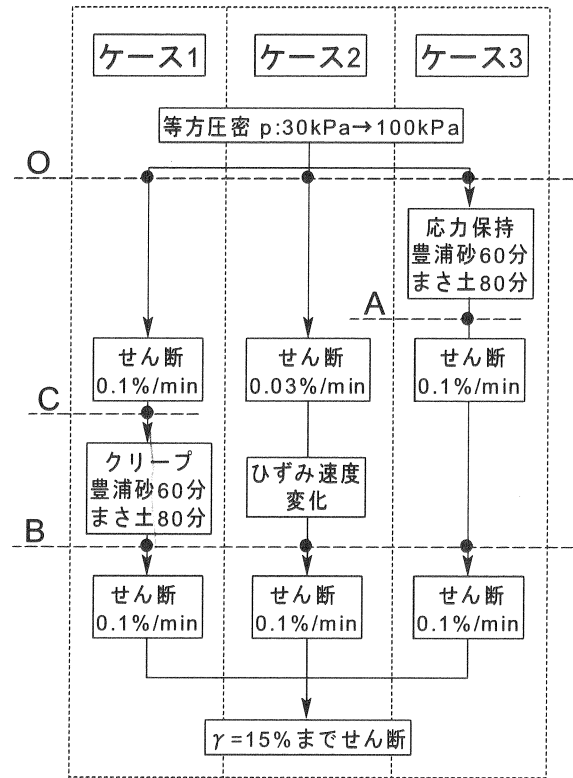 ケース1
ケース2
ケース3
等方圧密 p:30kPa→100kPa
O
応力保持
豊浦砂60分
まさ土80分
A
せん断
0.1%/min
せん断
0.03%/min
せん断
0.1%/min
C
クリープ
豊浦砂60分
まさ土80分
ひずみ速度
変化
B
せん断
0.1%/min
せん断
0.1%/min
せん断
0.1%/min
γ=15%までせん断